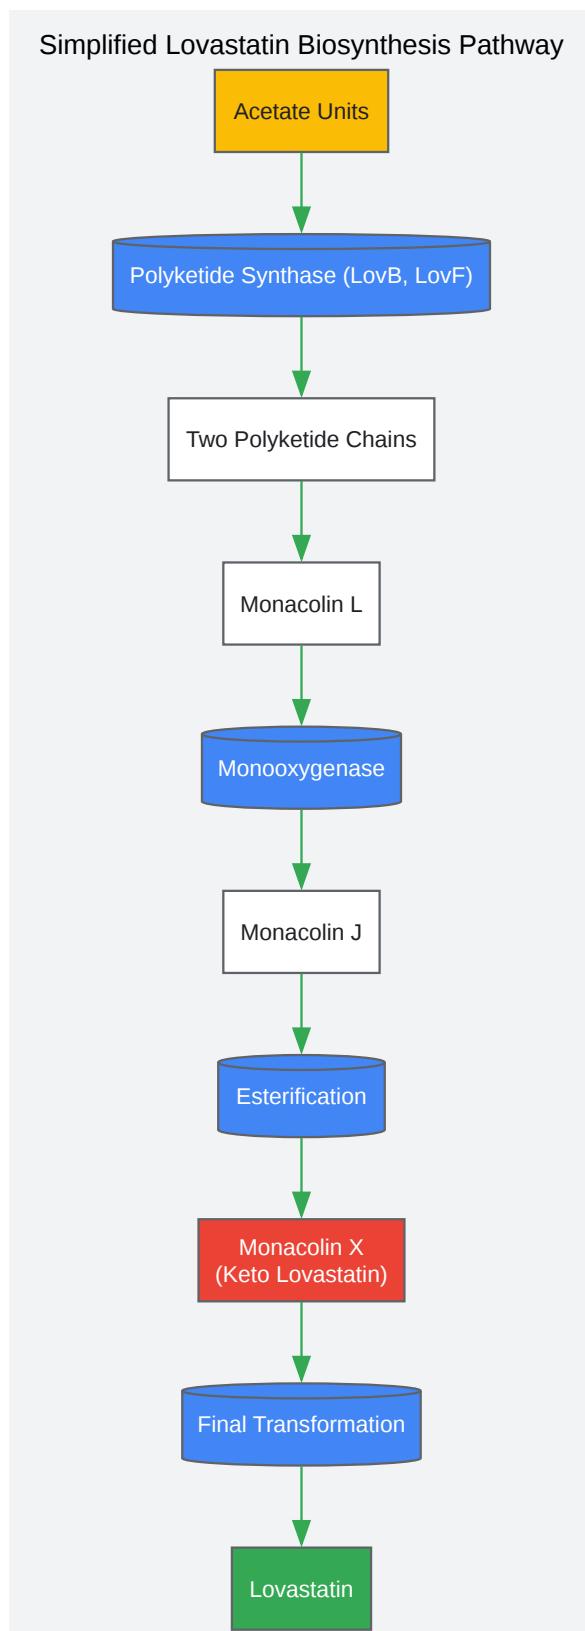 Simplified Lovastatin Biosynthesis Pathway
Acetate Units
Polyketide Synthase (LovB, LovF)
Two Polyketide Chains
Monacolin L
Monooxygenase
Monacolin J
Esterification
Monacolin X
(Keto Lovastatin)
Final Transformation
Lovastatin